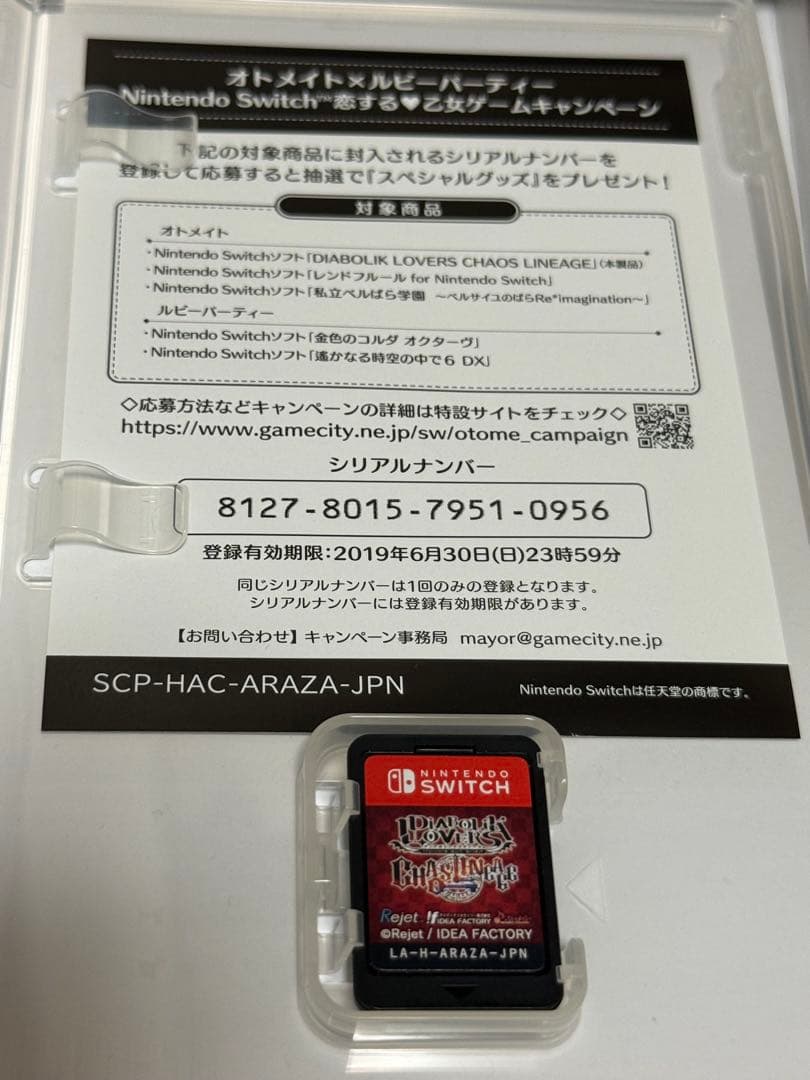 オトメイト×ルビーパーティー
Nintendo Switch™恋する♥乙女ゲームキャンペーン
下記の対象商品に封入されるシリアルナンバーを
登録して応募すると抽選で『スペシャルグッズ』をプレゼント!
対象商品
オトメイト
・Nintendo Switchソフト「DIABOLIK LOVERS CHAOS LINEAGE」(本製品)
・Nintendo Switchソフト「レンドフルール for Nintendo Switch」
・Nintendo Switchソフト「私立ベルばら学園 ～ベルサイユのばらRe*imagination～」
ルビーパーティー
・Nintendo Switchソフト「金色のコルダ オクターヴ」
・Nintendo Switchソフト「遙かなる時空の中で6 DX」
◇応募方法などキャンペーンの詳細は特設サイトをチェック◇
https://www.gamecity.ne.jp/sw/otome_campaign
シリアルナンバー
8127-8015-7951-0956
登録有効期限:2019年6月30日(日)23時59分
同じシリアルナンバーは1回のみの登録となります。
シリアルナンバーには登録有効期限があります。
【お問い合わせ】キャンペーン事務局 mayor@gamecity.ne.jp
SCP-HAC-ARAZA-JPN
Nintendo Switchは任天堂の商標です。
NINTENDO
SWITCH
DIABOLIK
LOVERS
CHAOS LINEAGE
Rejet IF IDEA FACTORY
©Rejet / IDEA FACTORY
LA-H-ARAZA-JPN